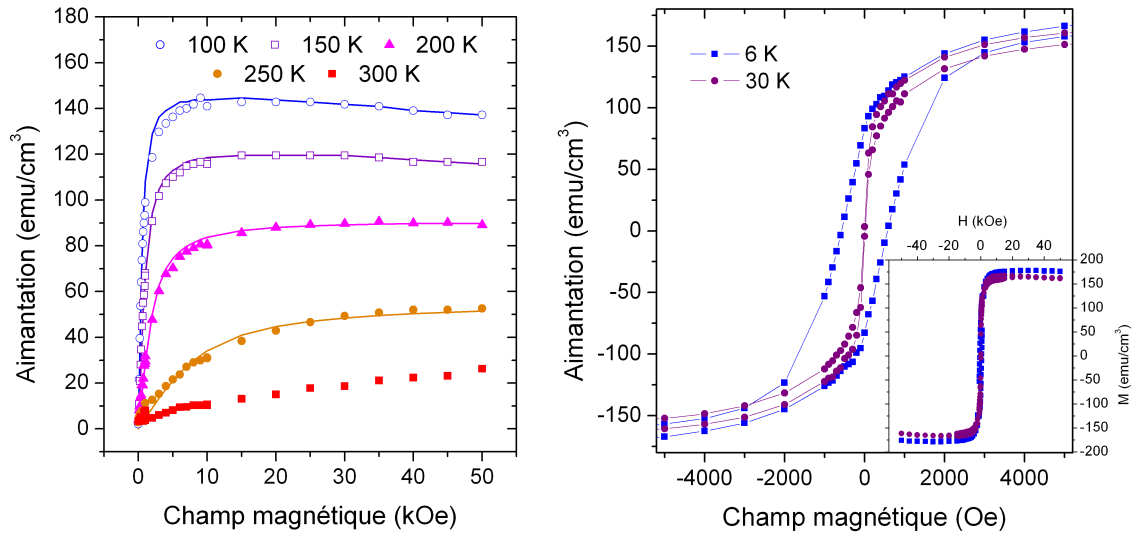 180
160
140
120
100
80
60
40
20
0
0 10 20 30 40 50
Champ magnétique (kOe)
Aimantation (emu/cm³)
100 K 150 K 200 K
250 K 300 K
150
100
50
0
-50
-100
-150
-4000 -2000 0 2000 4000
Champ magnétique (Oe)
Aimantation (emu/cm³)
6 K
30 K
H (kOe)
-40 -20 0 20 40
200
150
100
50
0
-50
-100
-150
-200
M (emu/cm³)